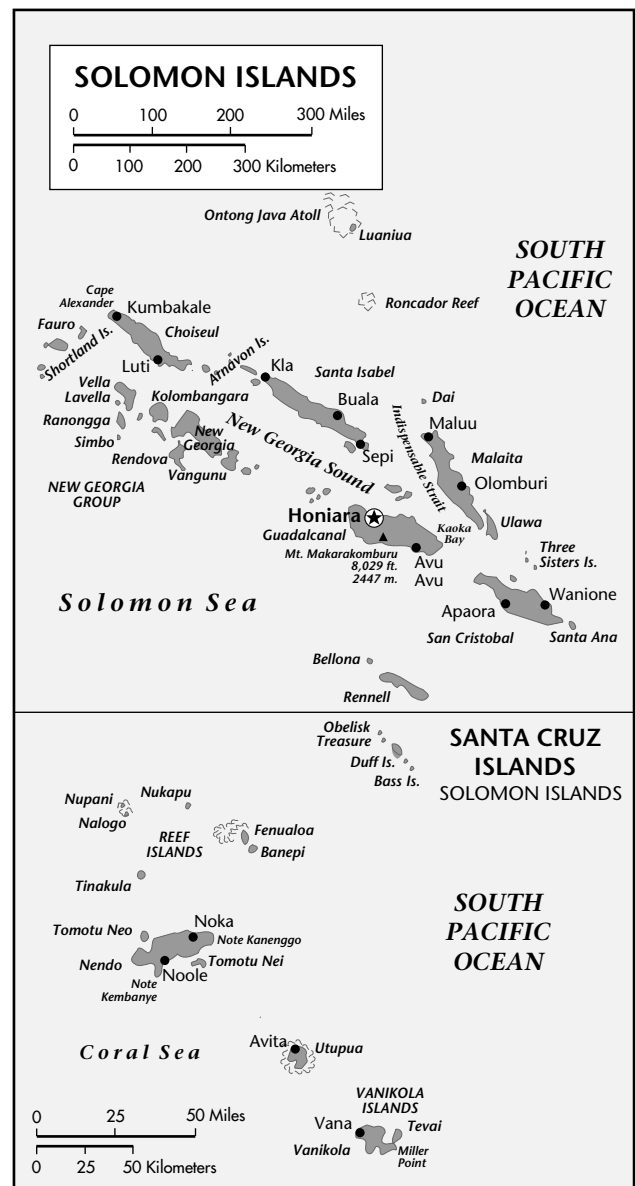 SOLOMON ISLANDS
0 100 200 300 Miles
0 100 200 300 Kilometers
Ontong Java Atoll
Luaniua
SOUTH
PACIFIC
OCEAN
Roncador Reef
Cape
Alexander
Kumbakale
Fauro
Choiseul
Shortland Is.
Luti
Arnavon Is.
Kla
Santa Isabel
Vella
Lavella
Kolombangara
Buala
Dai
Ranongga
New
Georgia
New Georgia Sound
Indispensable Strait
Maluu
Simbo
Sepi
Malaita
Rendova
Vangunu
Olomburi
NEW GEORGIA
GROUP
Honiara
Guadalcanal
Kaoka
Bay
Ulawa
Mt. Makarakomburu
8,029 ft.
2447 m.
Avu
Avu
Three
Sisters Is.
Solomon Sea
Apaora
Wanione
San Cristobal
Santa Ana
Bellona
Rennell
Obelisk
Treasure
Duff Is.
Bass Is.
SANTA CRUZ
ISLANDS
SOLOMON ISLANDS
Nupani
Nukapu
Nalogo
REEF
ISLANDS
Fenualoa
Banepi
Tinakula
SOUTH
PACIFIC
OCEAN
Tomotu Neo
Noka
Note Kanenggo
Nendo
Noole
Tomotu Nei
Note
Kembanye
Coral Sea
Avita
Utupua
VANIKOLA
ISLANDS
0 25 50 Miles
0 25 50 Kilometers
Vana
Tevai
Vanikola
Miller
Point